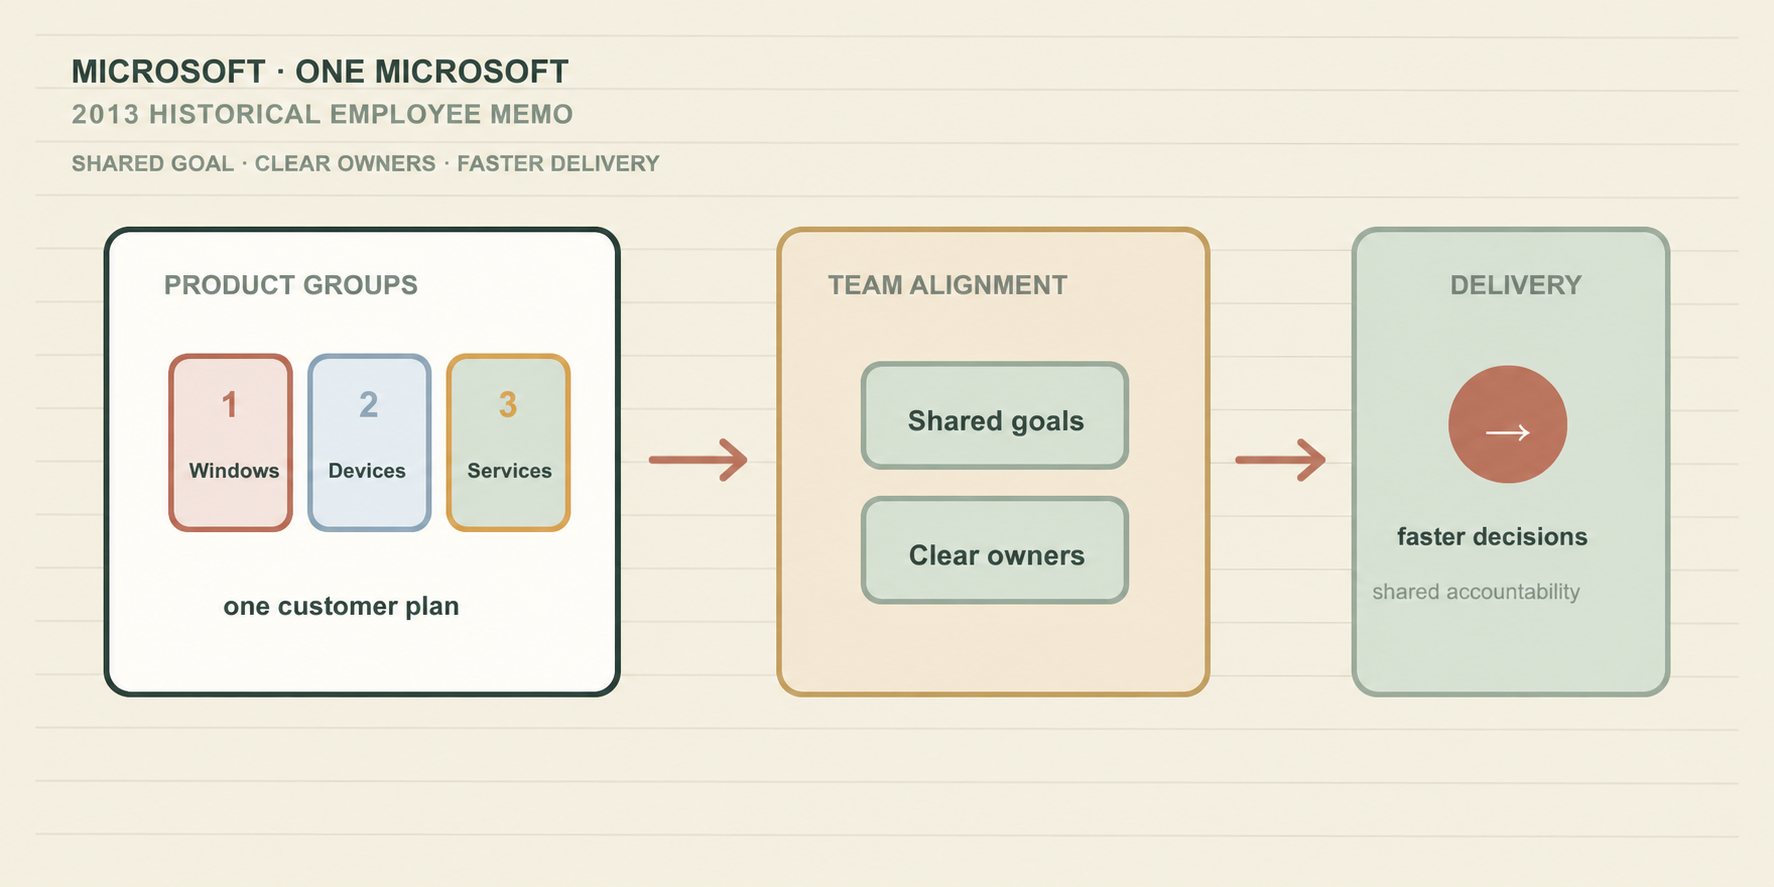 MICROSOFT · ONE MICROSOFT
2013 HISTORICAL EMPLOYEE MEMO
SHARED GOAL · CLEAR OWNERS · FASTER DELIVERY
PRODUCT GROUPS
1
Windows
2
Devices
3
Services
one customer plan
TEAM ALIGNMENT
Shared goals
Clear owners
DELIVERY
→
faster decisions
shared accountability